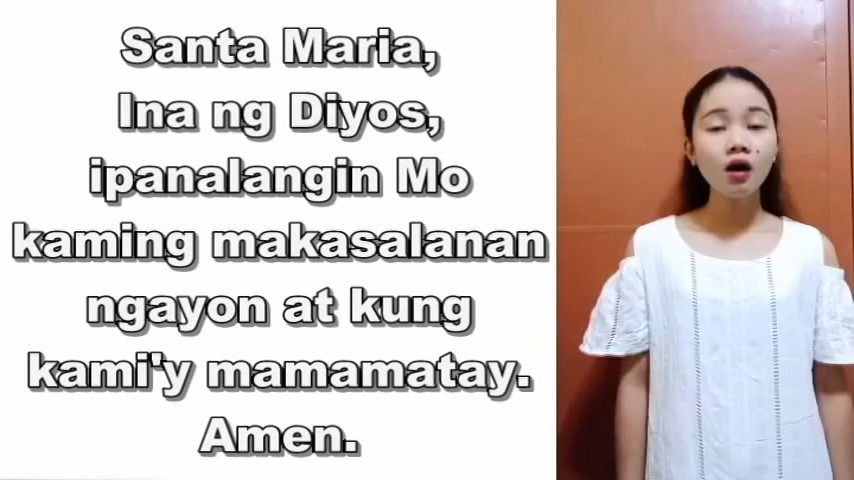 Santa Maria,
Ina ng Diyos,
ipanalangin Mo
kaming makasalanan
ngayon at kung
kami'y mamamatay.
Amen.